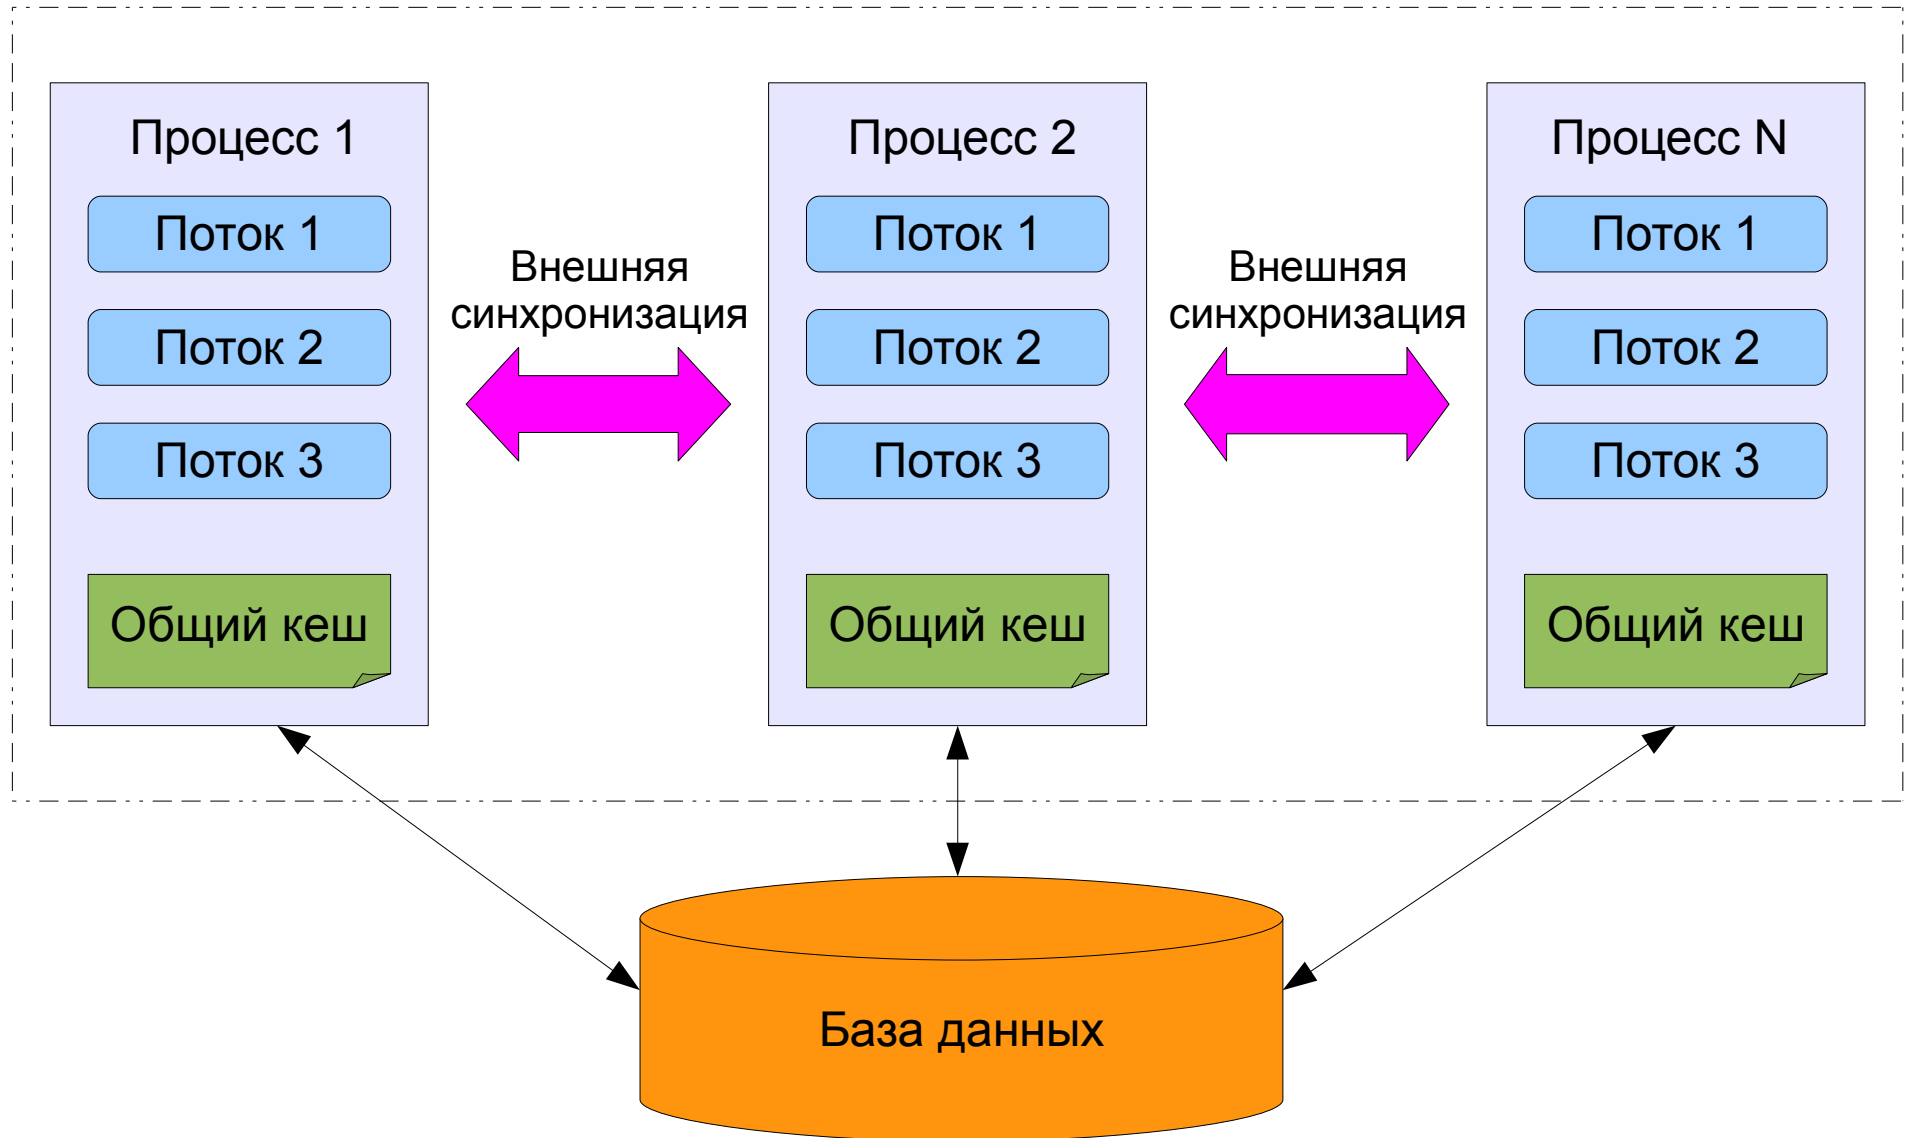 Процесс 1
Поток 1
Поток 2
Поток 3
Общий кеш
Внешняя
синхронизация
Процесс 2
Поток 1
Поток 2
Поток 3
Общий кеш
Внешняя
синхронизация
Процесс N
Поток 1
Поток 2
Поток 3
Общий кеш
База данных